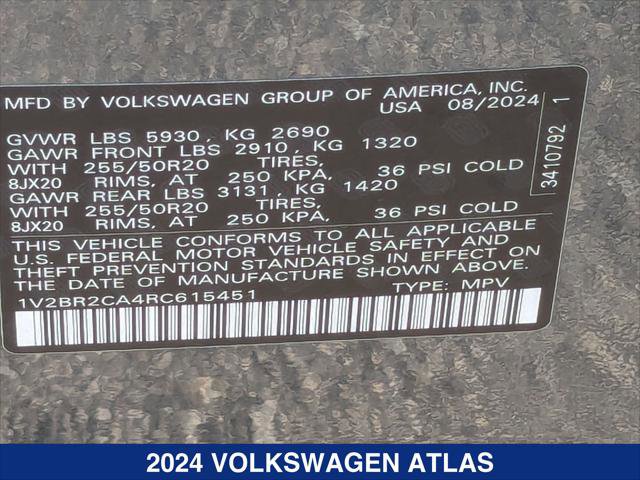 MFD BY VOLKSWAGEN GROUP OF AMERICA, INC.
USA 08/2024
GVWR LBS 5930, KG 2690
GAWR FRONT LBS 2910, KG 1320
WITH 255/50R20 TIRES,
8JX20 RIMS, AT 250 KPA, 36 PSI COLD
GAWR REAR LBS 3131, KG 1420
WITH 255/50R20 TIRES,
8JX20 RIMS, AT 250 KPA, 36 PSI COLD
THIS VEHICLE CONFORMS TO ALL APPLICABLE
U.S. FEDERAL MOTOR VEHICLE SAFETY AND
THEFT PREVENTION STANDARDS IN EFFECT ON
THE DATE OF MANUFACTURE SHOWN ABOVE.
1V2BR2CA4RC615451 TYPE: MPV
3410792 1
2024 VOLKSWAGEN ATLAS